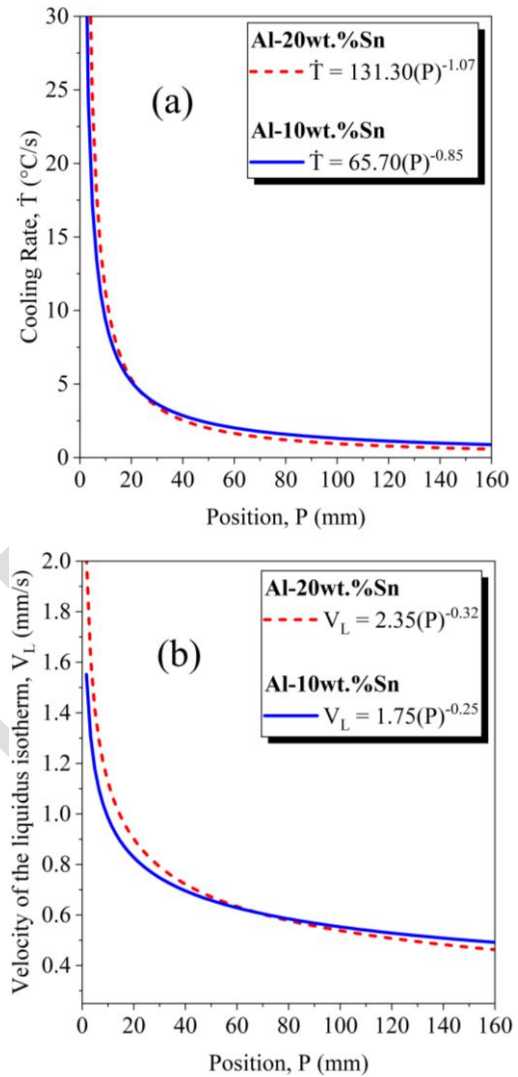 30
25
20
15
10
5
0
Cooling Rate, Ṫ (°C/s)
(a)
Al-20wt.%Sn
Ṫ = 131.30(P)^-1.07
Al-10wt.%Sn
Ṫ = 65.70(P)^-0.85
0 20 40 60 80 100 120 140 160
Position, P (mm)
2.0
1.8
1.6
1.4
1.2
1.0
0.8
0.6
0.4
Velocity of the liquidus isotherm, V_L (mm/s)
(b)
Al-20wt.%Sn
V_L = 2.35(P)^-0.32
Al-10wt.%Sn
V_L = 1.75(P)^-0.25
0 20 40 60 80 100 120 140 160
Position, P (mm)